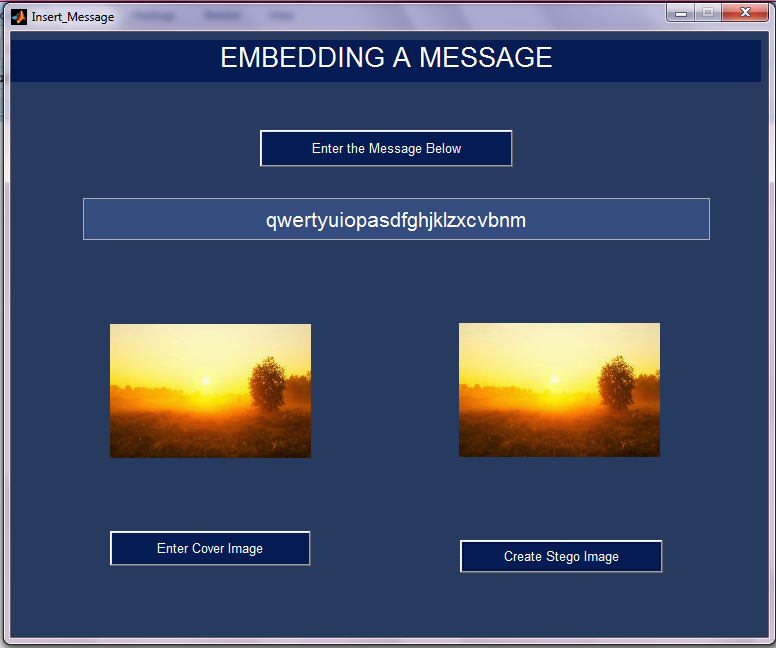 Insert_Message
EMBEDDING A MESSAGE
Enter the Message Below
qwertyuiopasdfghjklzxcvbnm
Enter Cover Image
Create Stego Image